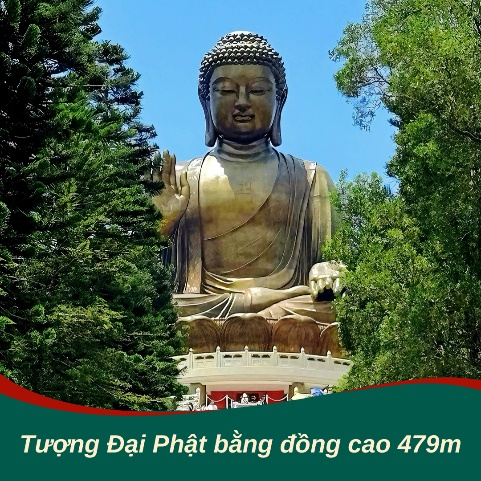 Tượng Đại Phật bằng đồng cao 479m